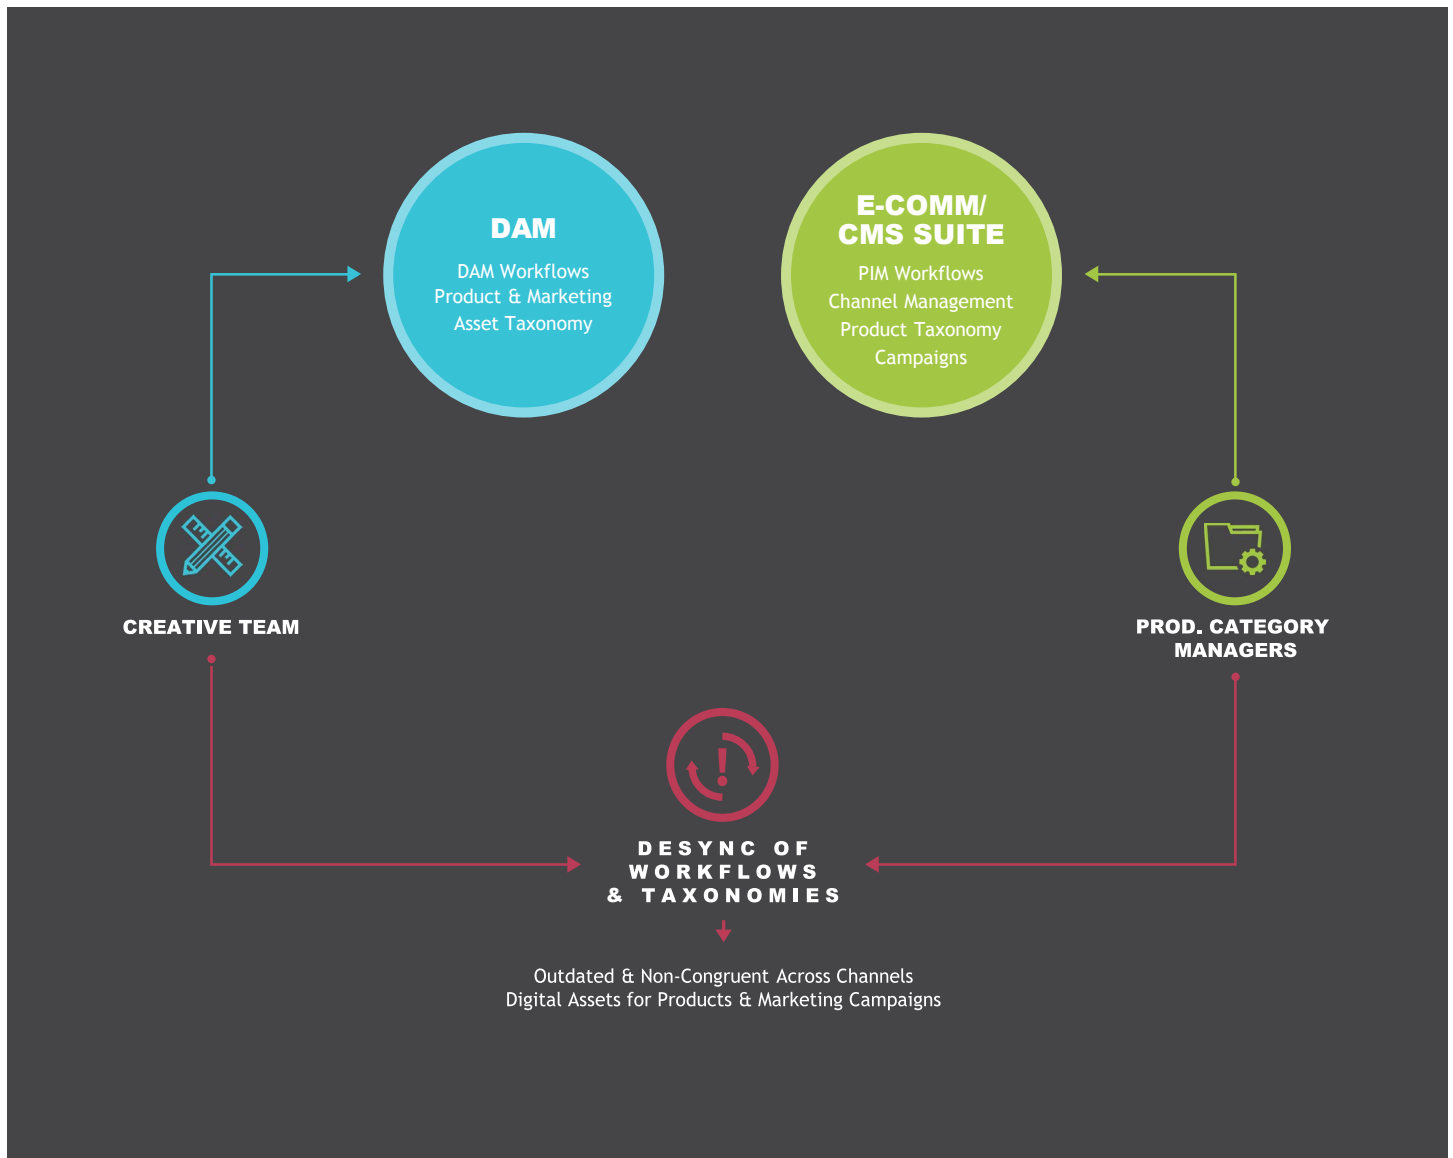 DAM
DAM Workflows
Product & Marketing
Asset Taxonomy
E-COMM/
CMS SUITE
PIM Workflows
Channel Management
Product Taxonomy
Campaigns
CREATIVE TEAM
PROD. CATEGORY
MANAGERS
DESYNC OF
WORKFLOWS
& TAXONOMIES
Outdated & Non-Congruent Across Channels
Digital Assets for Products & Marketing Campaigns